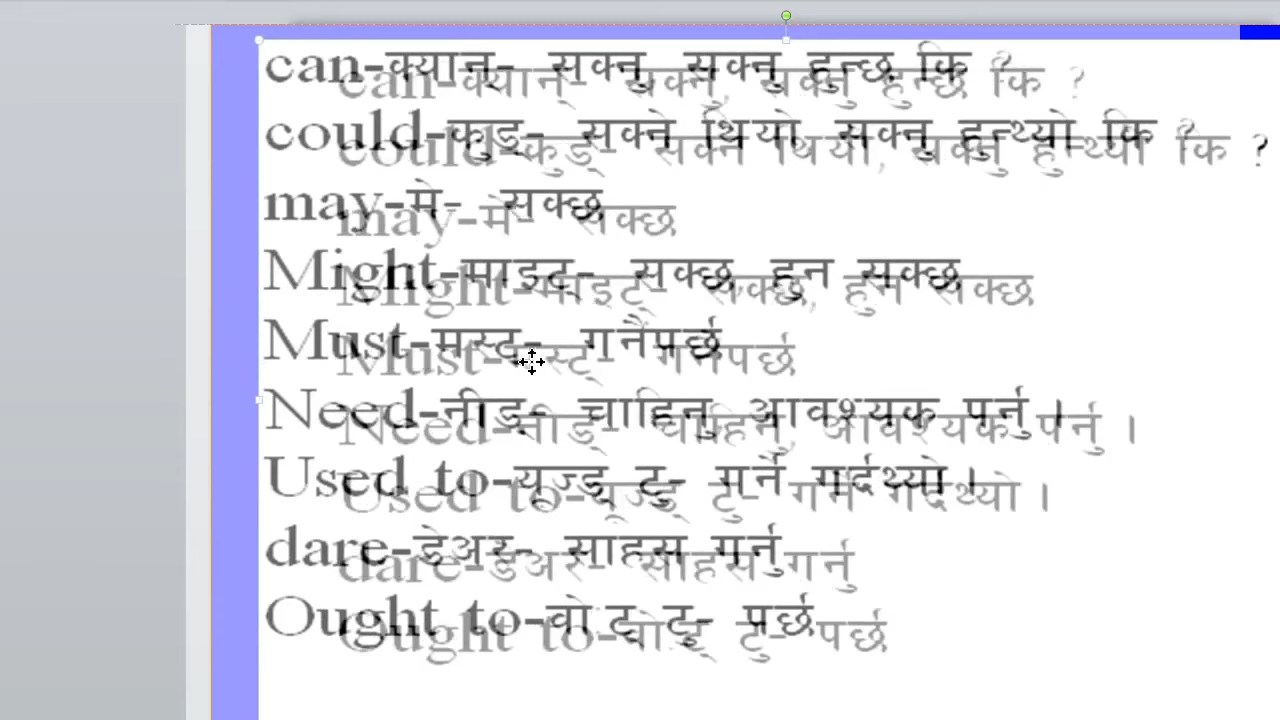 can-क्यान्- सक्नु, सक्नु हुन्छ कि ?
could-कुड्- सक्ने थियो, सक्नु हुन्थ्यो कि ?
may-मे- सक्छ
Might-माइट्- सक्छ, हुन सक्छ
Must-मस्ट्- गर्नैपर्छ
Need-नीड्- चाहिनु, आवश्यक पर्नु ।
Used to-यूज्ड् टु- गर्ने गर्दथ्यो ।
dare-डेअर- साहस गर्नु
Ought to-वोट् टु- पर्छ